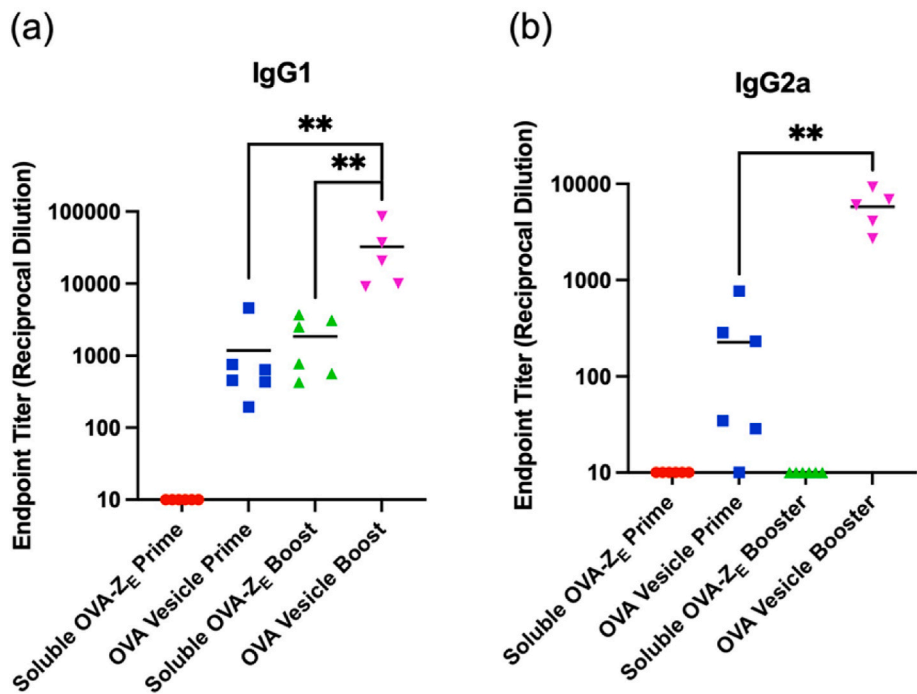 (a)
IgG1
**
**
Endpoint Titer (Reciprocal Dilution)
100000
10000
1000
100
10
Soluble OVA-ZE Prime
OVA Vesicle Prime
Soluble OVA-ZE Boost
OVA Vesicle Boost
(b)
IgG2a
**
Endpoint Titer (Reciprocal Dilution)
10000
1000
100
10
Soluble OVA-ZE Prime
OVA Vesicle Prime
Soluble OVA-ZE Booster
OVA Vesicle Booster